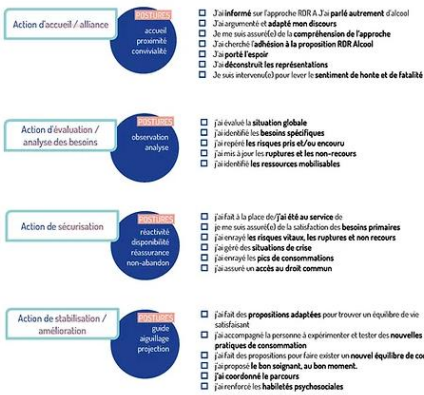 Action d'accueil / alliance
POSTURES
accueil
proximité
convivialité
J'ai informé sur l'approche RDR A J'ai parlé autrement d'alcool
J'ai argumenté et adapté mon discours
Je me suis assuré(e) de la compréhension de l'approche
J'ai cherché l'adhésion à la proposition RDR Alcool
J'ai porté l'espoir
J'ai déconstruit les représentations
Je suis intervenu(e) pour lever le sentiment de honte et de fatalité
Action d'évaluation /
analyse des besoins
POSTURES
observation
analyse
j'ai évalué la situation globale
j'ai identifié les besoins spécifiques
j'ai repéré les risques pris et/ou encouru
j'ai mis à jour les ruptures et les non-recours
j'ai identifié les ressources mobilisables
Action de sécurisation
POSTURES
réactivité
disponibilité
réassurance
non-abandon
j'ai fait à la place de/j'ai été au service de
je me suis assuré(e) de la satisfaction des besoins primaires
j'ai enrayé les risques vitaux, les ruptures et non recours
j'ai géré des situations de crise
j'ai enrayé les pics de consommations
j'ai assuré un accès au droit commun
Action de stabilisation /
amélioration
POSTURES
guide
aiguillage
projection
j'ai fait des propositions adaptées pour trouver un équilibre de vie
satisfaisant
j'ai accompagné la personne à expérimenter et tester des nouvelles
pratiques de consommation
j'ai fait des propositions pour faire exister un nouvel équilibre de co
j'ai proposé le bon soignant, au bon moment.
j'ai coordonné le parcours
j'ai renforcé les habiletés psychosociales